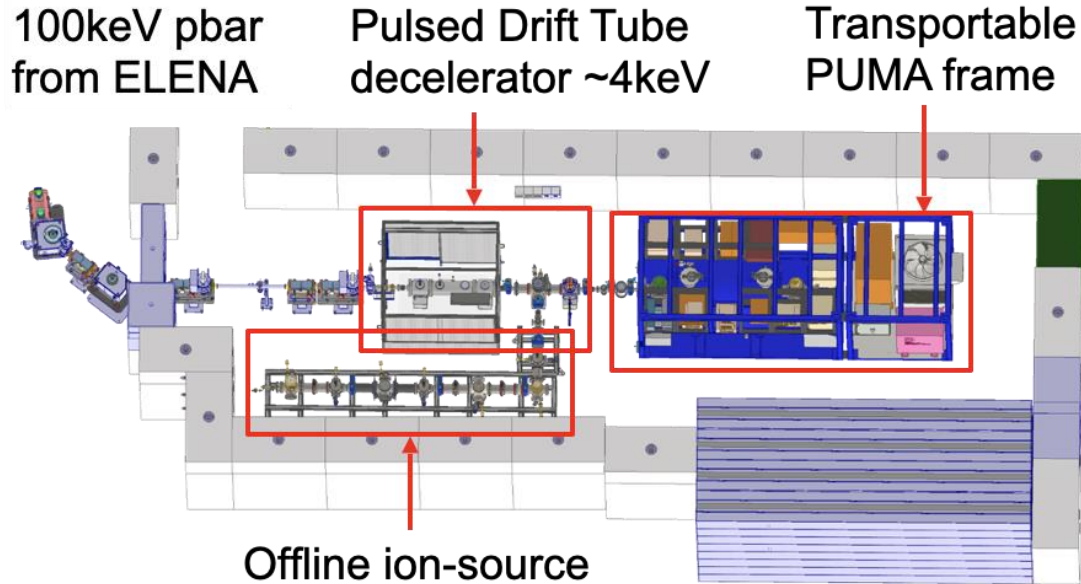 100keV pbar
from ELENA
Pulsed Drift Tube
decelerator ~4keV
Transportable
PUMA frame
Offline ion-source